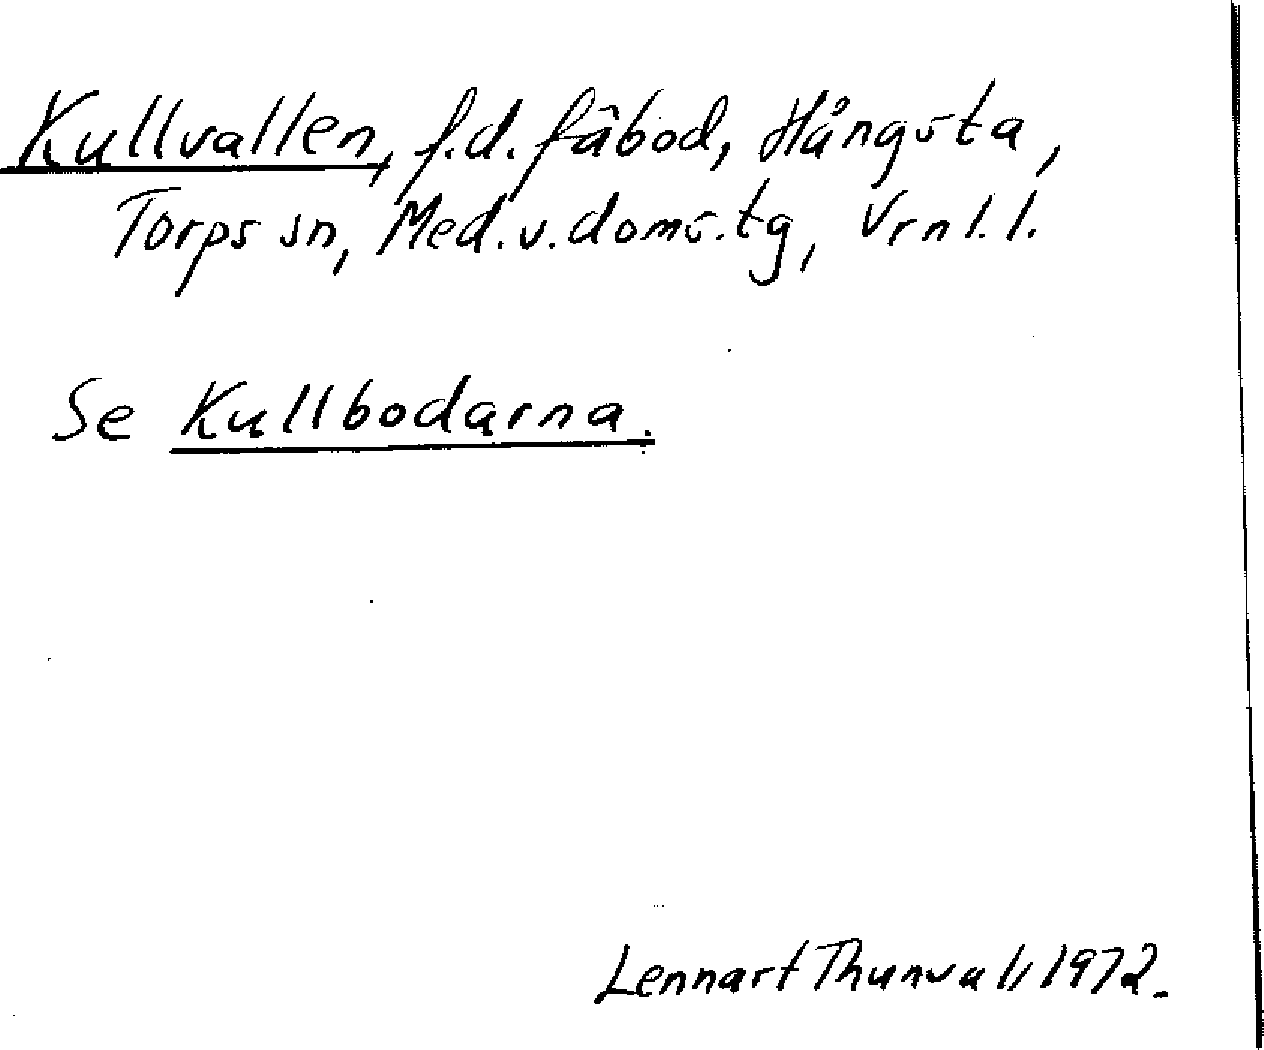 Kullvallen, f.d. fäbod, Hångsta,
Torps sn, Med.v.doms.tg, Vrnl.l.
Se Kullbodarna.
Lennart Thunvall 1972.